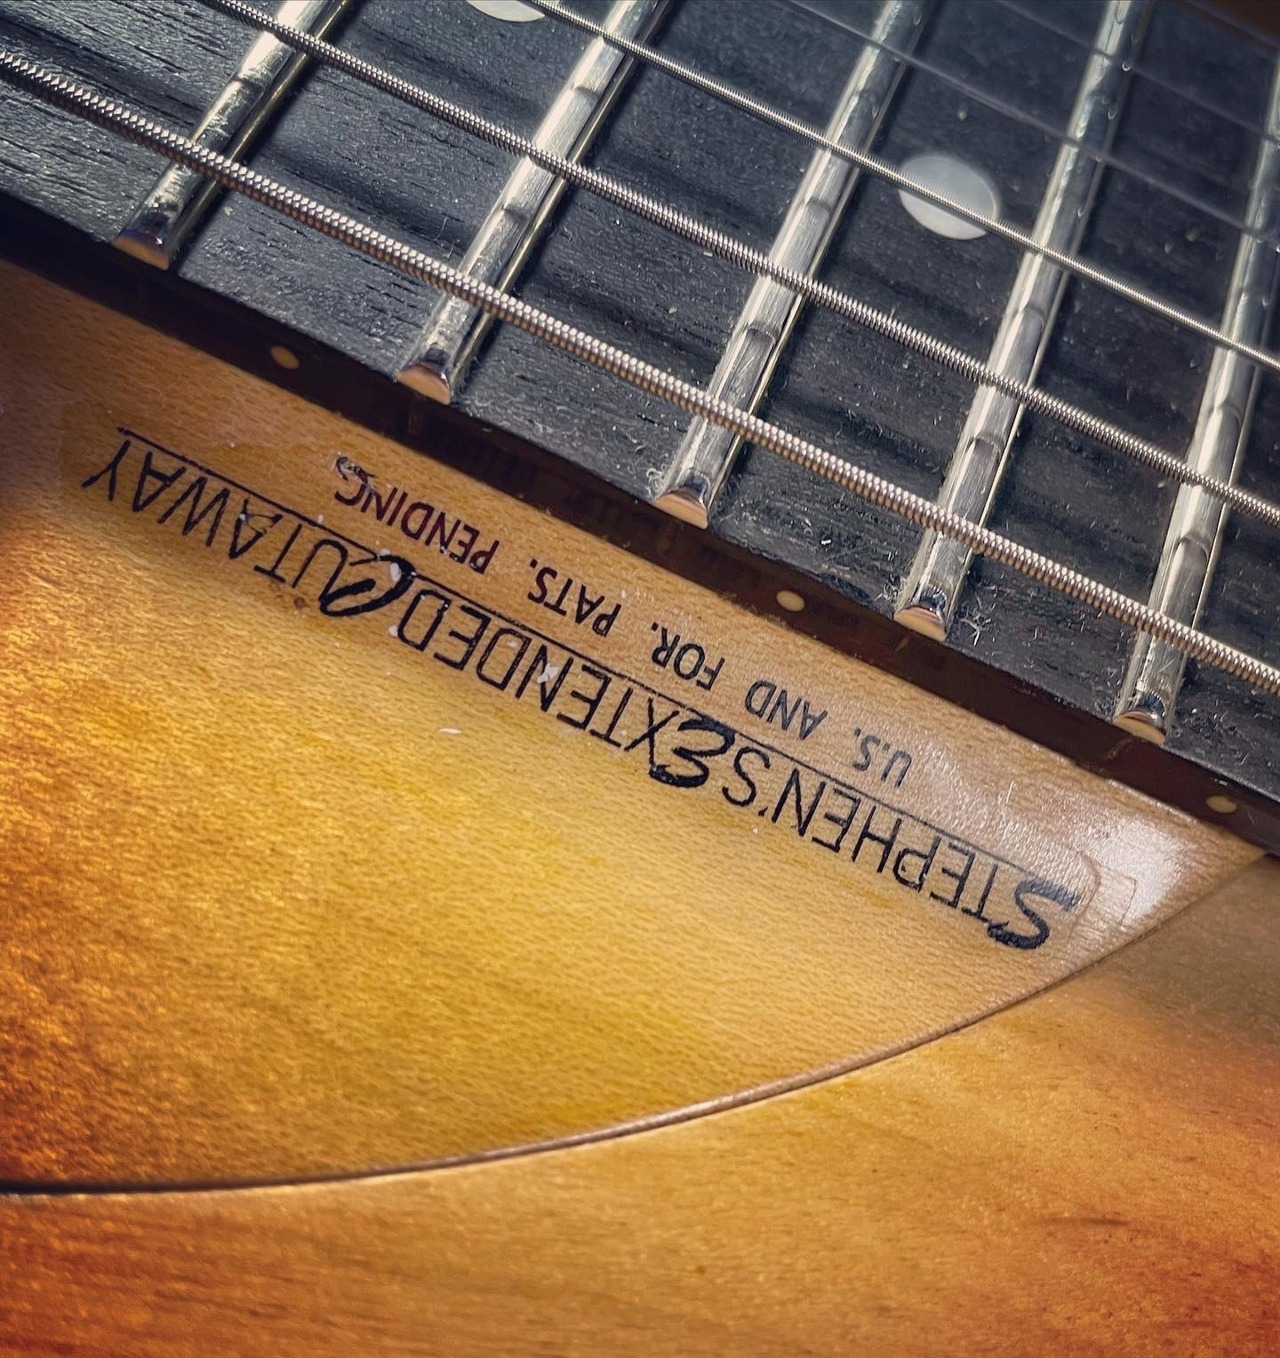 STEPHEN'S EXTENDED CUTAWAY
U.S. AND FOR. PATS. PENDING